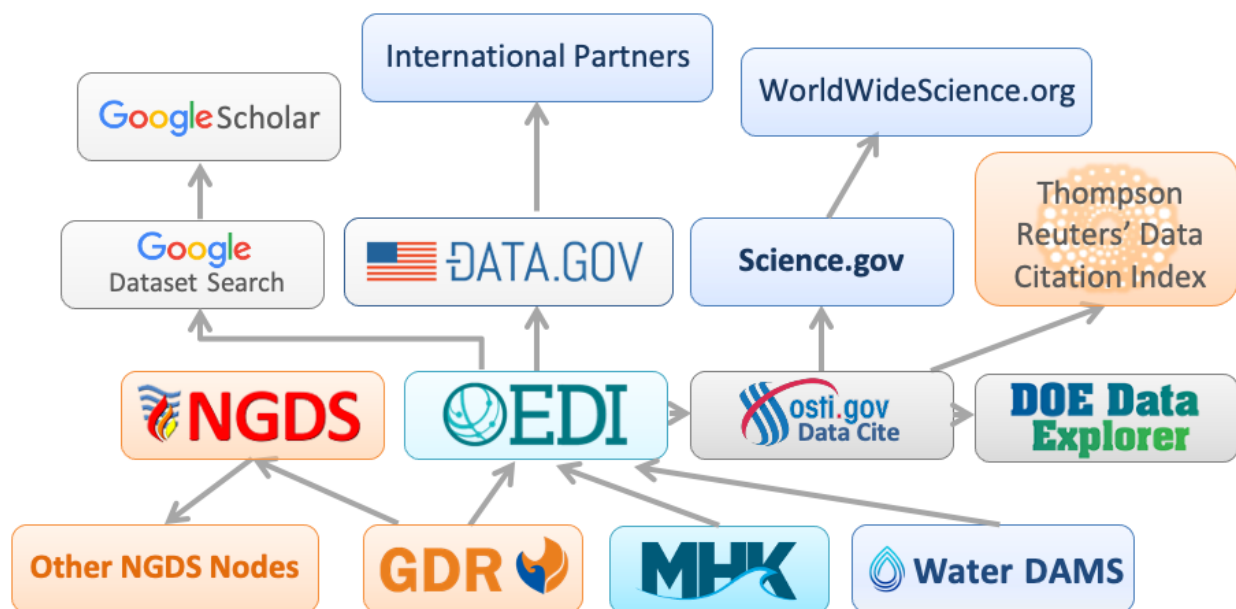 International Partners
Google Scholar
WorldWideScience.org
Thompson
Reuters’ Data
Citation Index
Google
Dataset Search
DATA.GOV
Science.gov
NGDS
OEDI
osti.gov
Data Cite
DOE Data
Explorer
Other NGDS Nodes
GDR
MHK
Water DAMS